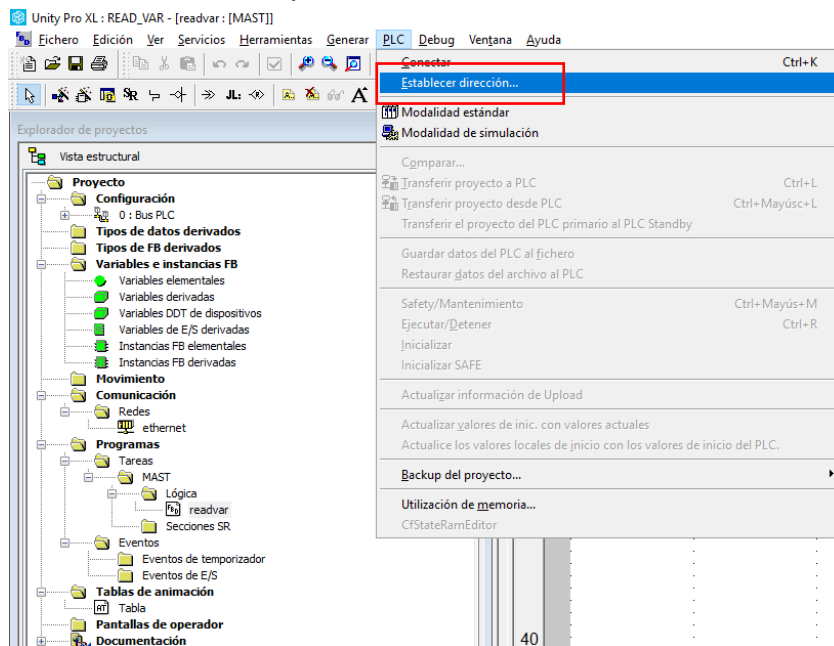 Unity Pro XL : READ_VAR - [readvar : [MAST]]
Fichero Edición Ver Servicios Herramientas Generar PLC Debug Ventana Ayuda
Conectar Ctrl+K
Establecer dirección...
Modalidad estándar
Modalidad de simulación
Comparar...
Transferir proyecto a PLC Ctrl+L
Transferir proyecto desde PLC Ctrl+Mayúsc+L
Transferir el proyecto del PLC primario al PLC Standby
Guardar datos del PLC al fichero
Restaurar datos del archivo al PLC
Safety/Mantenimiento Ctrl+Mayús+M
Ejecutar/Detener Ctrl+R
Inicializar
Inicializar SAFE
Actualizar información de Upload
Actualizar valores de inic. con valores actuales
Actualice los valores locales de inicio con los valores de inicio del PLC.
Backup del proyecto...
Utilización de memoria...
CfStateRamEditor
Explorador de proyectos
Vista estructural
Proyecto
Configuración
0 : Bus PLC
Tipos de datos derivados
Tipos de FB derivados
Variables e instancias FB
Variables elementales
Variables derivadas
Variables DDT de dispositivos
Variables de E/S derivadas
Instancias FB elementales
Instancias FB derivadas
Movimiento
Comunicación
Redes
ethernet
Programas
Tareas
MAST
Lógica
readvar
Secciones SR
Eventos
Eventos de temporizador
Eventos de E/S
Tablas de animación
Tabla
Pantallas de operador
Documentación
40